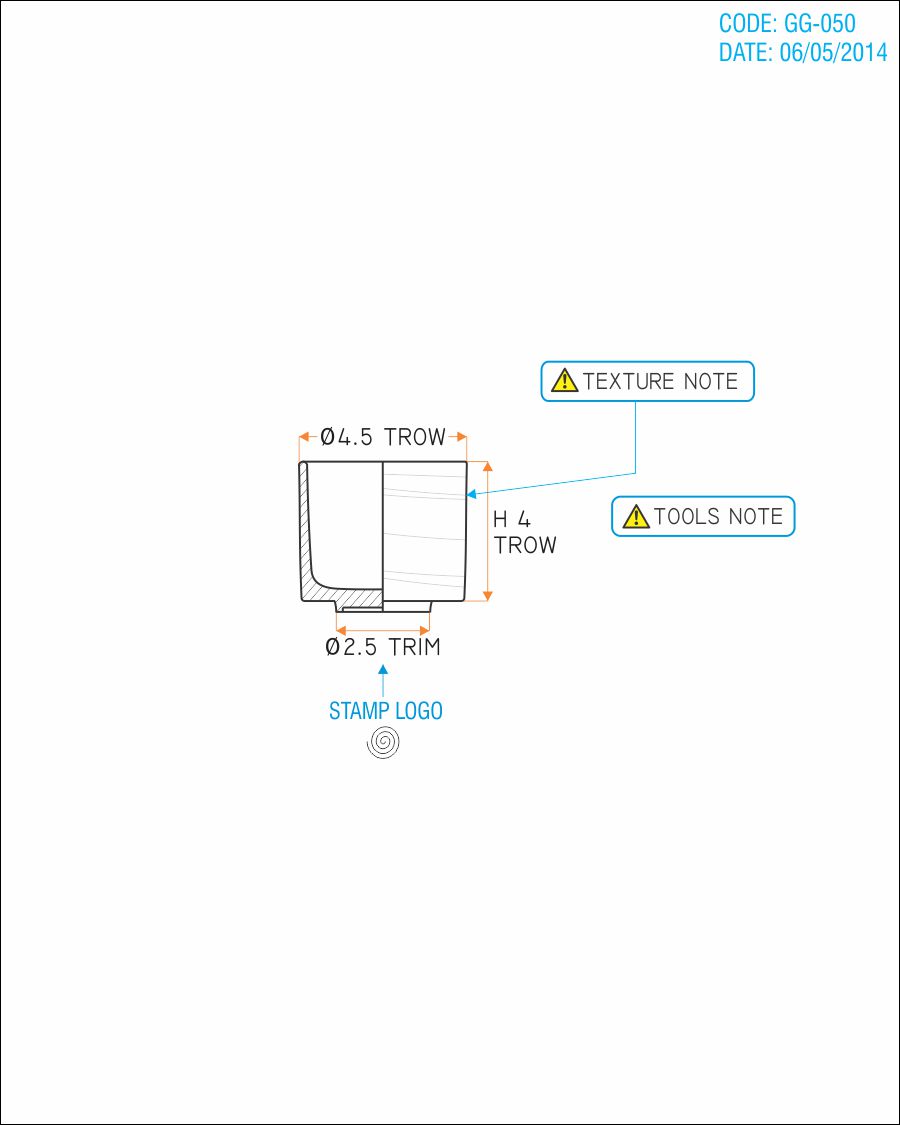 CODE: GG-050
DATE: 06/05/2014
TEXTURE NOTE
Ø4.5 TROW
H 4
TROW
TOOLS NOTE
Ø2.5 TRIM
STAMP LOGO